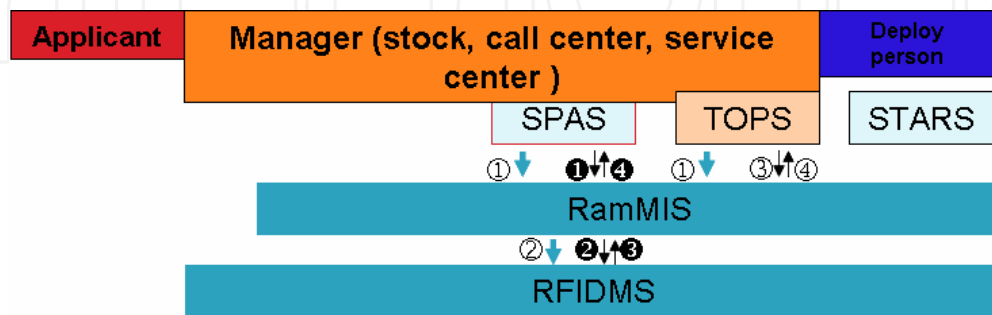 Applicant
Manager (stock, call center, service
center )
Deploy
person
SPAS TOPS STARS
① ❶ ❹ ① ③ ④
RamMIS
② ❷ ❸
RFIDMS